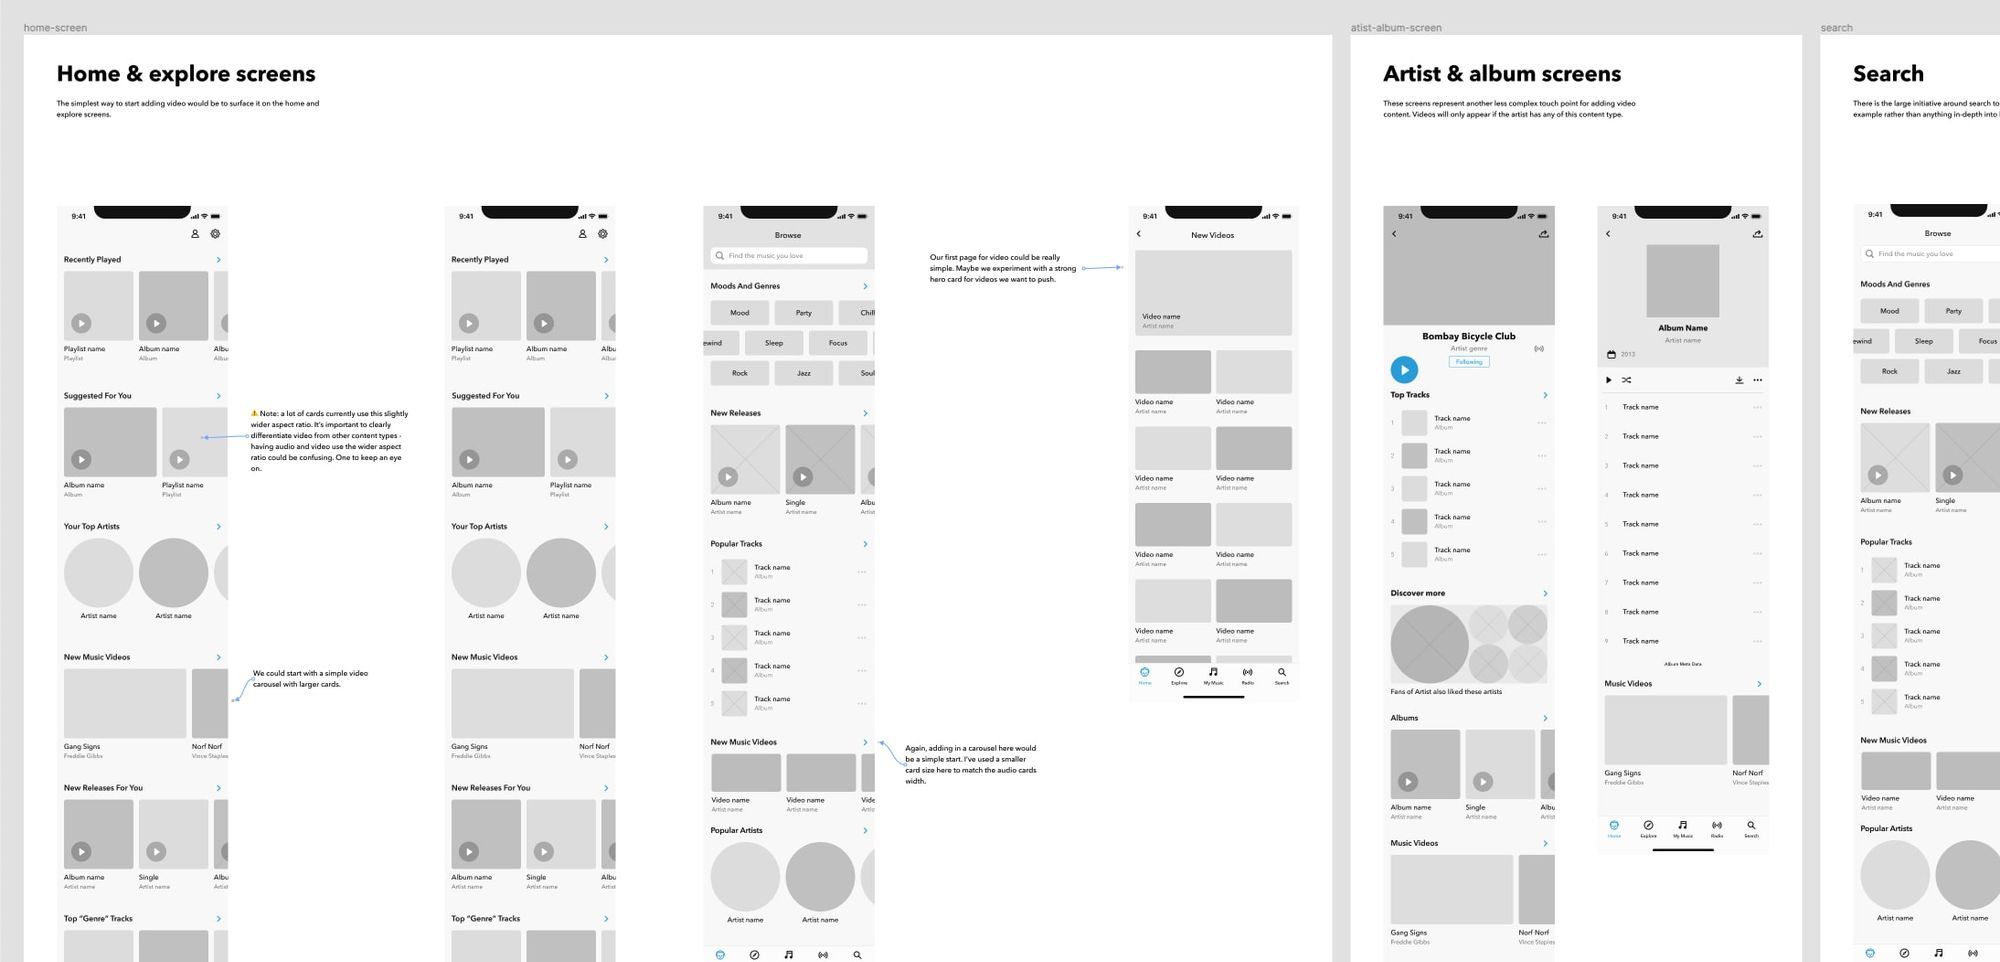 home-screen
Home & explore screens
The simplest way to start adding video would be to surface it on the home and
explore screens.
9:41
Recently Played
Playlist name
Playlist
Album name
Album
Albu
Albu
Suggested For You
Album name
Album
Playlist name
Playlist
Your Top Artists
Artist name
Artist name
New Music Videos
Gang Signs
Freddie Gibbs
Norf Norf
Vince Staples
New Releases For You
Album name
Artist name
Single
Artist name
Albu
Artis
Top “Genre” Tracks
⚠️ Note: a lot of cards currently use this slightly
wider aspect ratio. It's important to clearly
differentiate video from other content types -
having audio and video use the wider aspect
ratio could be confusing. One to keep an eye
on.
We could start with a simple video
carousel with larger cards.
9:41
Recently Played
Playlist name
Playlist
Album name
Album
Albu
Albu
Suggested For You
Album name
Album
Playlist name
Playlist
Your Top Artists
Artist name
Artist name
New Music Videos
Gang Signs
Freddie Gibbs
Norf Norf
Vince Staples
New Releases For You
Album name
Artist name
Single
Artist name
Albu
Artis
Top “Genre” Tracks
9:41
Browse
Find the music you love
Moods And Genres
Mood
Party
Chill
ewind
Sleep
Focus
Rock
Jazz
Soul
New Releases
Album name
Artist name
Single
Artist name
Albu
Artis
Popular Tracks
1
Track name
Album
2
Track name
Album
3
Track name
Album
4
Track name
Album
5
Track name
Album
New Music Videos
Video name
Artist name
Video name
Artist name
Vide
Artis
Popular Artists
Artist name
Artist name
Again, adding in a carousel here would
be a simple start. I've used a smaller
card size here to match the audio cards
width.
Our first page for video could be really
simple. Maybe we experiment with a strong
hero card for videos we want to push.
9:41
New Videos
Video name
Artist name
Video name
Artist name
Video name
Artist name
Video name
Artist name
Video name
Artist name
Video name
Artist name
Video name
Artist name
Video name
Artist name
Video name
Artist name
Home
Explore
My Music
Radio
Search
atist-album-screen
Artist & album screens
These screens represent another less complex touch point for adding video
content. Videos will only appear if the artist has any of this content type.
9:41
Bombay Bicycle Club
Artist genre
Following
Top Tracks
1
Track name
Album
2
Track name
Album
3
Track name
Album
4
Track name
Album
5
Track name
Album
Discover more
Fans of Artist also liked these artists
Albums
Album name
Artist name
Single
Artist name
Albu
Artis
Music Videos
Gang Signs
Freddie Gibbs
Norf Norf
Vince Staples
9:41
Album Name
Artist name
2013
1
Track name
2
Track name
3
Track name
4
Track name
5
Track name
6
Track name
7
Track name
8
Track name
9
Track name
Album Meta Data
Music Videos
Gang Signs
Freddie Gibbs
Norf Norf
Vince Staples
Home
Explore
My Music
Radio
Search
search
Search
There is the large initiative around search to
example rather than anything in-depth into
9:41
Browse
Find the music you love
Moods And Genres
Mood
Party
ewind
Sleep
Focus
Rock
Jazz
New Releases
Album name
Artist name
Single
Artist name
Popular Tracks
1
Track name
Album
2
Track name
Album
3
Track name
Album
4
Track name
Album
5
Track name
Album
New Music Videos
Video name
Artist name
Video name
Artist name
Popular Artists
Artist name
Artist name